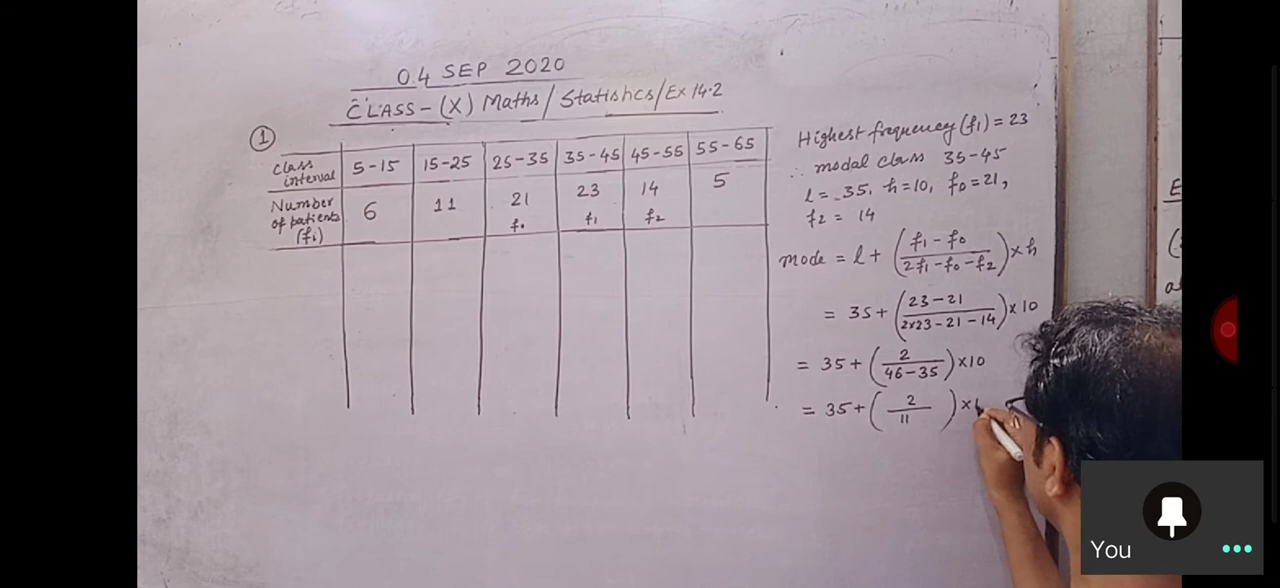 04 SEP 2020
CLASS-(X) Maths/Statistics/Ex 14.2
1
Class interval 5-15 15-25 25-35 35-45 45-55 55-65
Number of patients (fi) 6 11 21 23 14 5
f0 f1 f2
Highest frequency (f1) = 23
∴ modal class 35-45
l = 35, h=10, f0=21,
f2 = 14
mode = l + (f1 - f0 / 2f1 - f0 - f2) × h
= 35 + (23-21 / 2×23-21-14) × 10
= 35 + (2 / 46-35) ×10
= 35 + (2 / 11) ×1
E
(
a
You